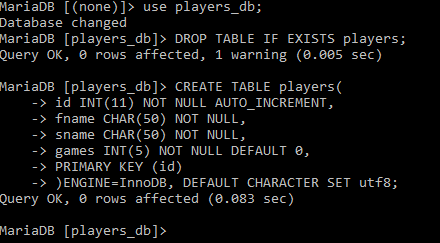 MariaDB [(none)]> use players_db;
Database changed
MariaDB [players_db]> DROP TABLE IF EXISTS players;
Query OK, 0 rows affected, 1 warning (0.005 sec)
MariaDB [players_db]> CREATE TABLE players(
-> id INT(11) NOT NULL AUTO_INCREMENT,
-> fname CHAR(50) NOT NULL,
-> sname CHAR(50) NOT NULL,
-> games INT(5) NOT NULL DEFAULT 0,
-> PRIMARY KEY (id)
-> )ENGINE=InnoDB, DEFAULT CHARACTER SET utf8;
Query OK, 0 rows affected (0.083 sec)
MariaDB [players_db]>